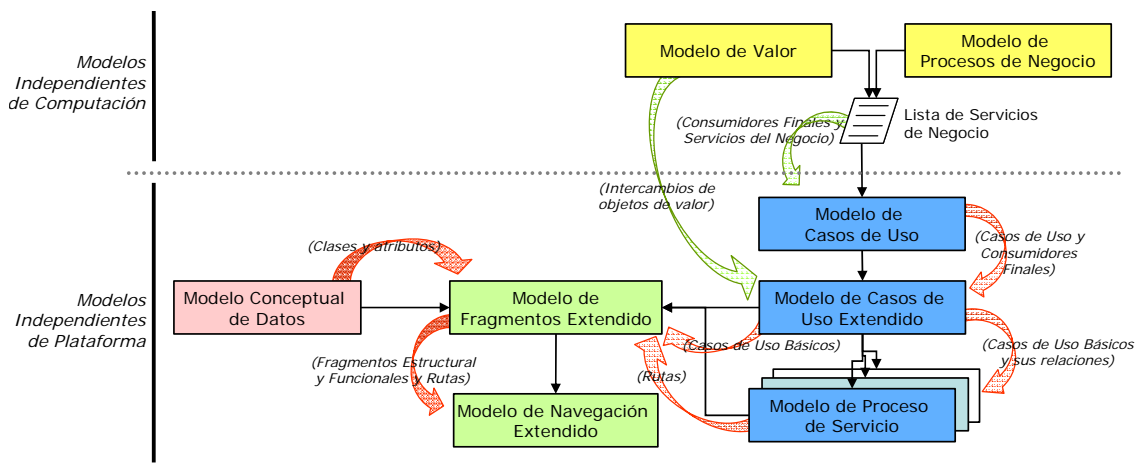 Modelos
Independientes
de Computación
Modelo de Valor
Modelo de
Procesos de Negocio
(Consumidores Finales y
Servicios del Negocio)
Lista de Servicios
de Negocio
(Intercambios de
objetos de valor)
Modelo de
Casos de Uso
(Casos de Uso y
Consumidores
Finales)
(Clases y atributos)
Modelos
Independientes
de Plataforma
Modelo Conceptual
de Datos
Modelo de
Fragmentos Extendido
Modelo de Casos de
Uso Extendido
(Casos de Uso Básicos)
(Casos de Uso Básicos
y sus relaciones)
(Fragmentos Estructural
y Funcionales y Rutas)
(Rutas)
Modelo de Navegación
Extendido
Modelo de Proceso
de Servicio